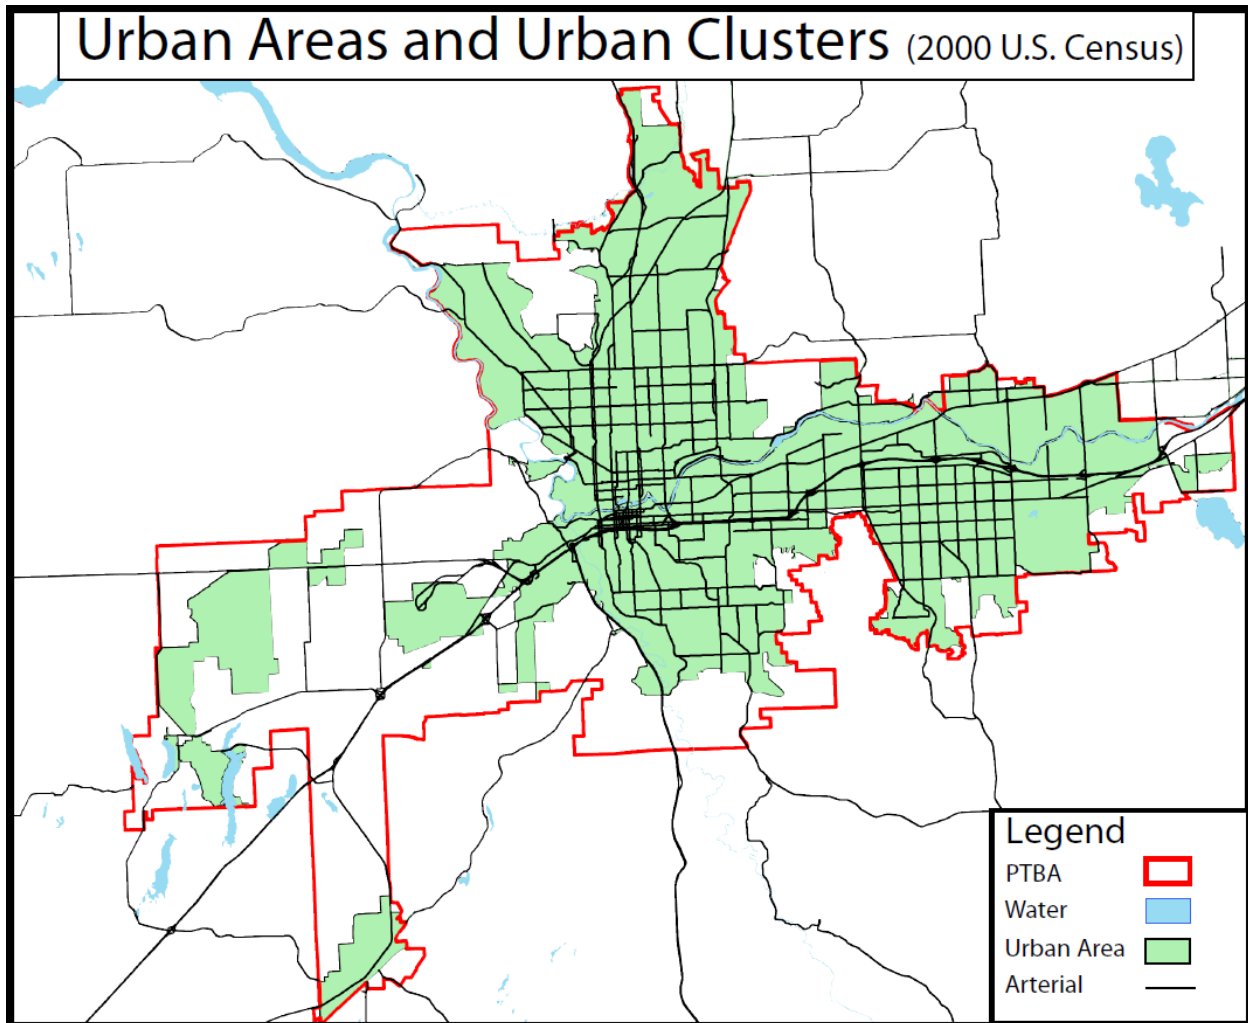 Urban Areas and Urban Clusters (2000 U.S. Census)
Legend
PTBA
Water
Urban Area
Arterial